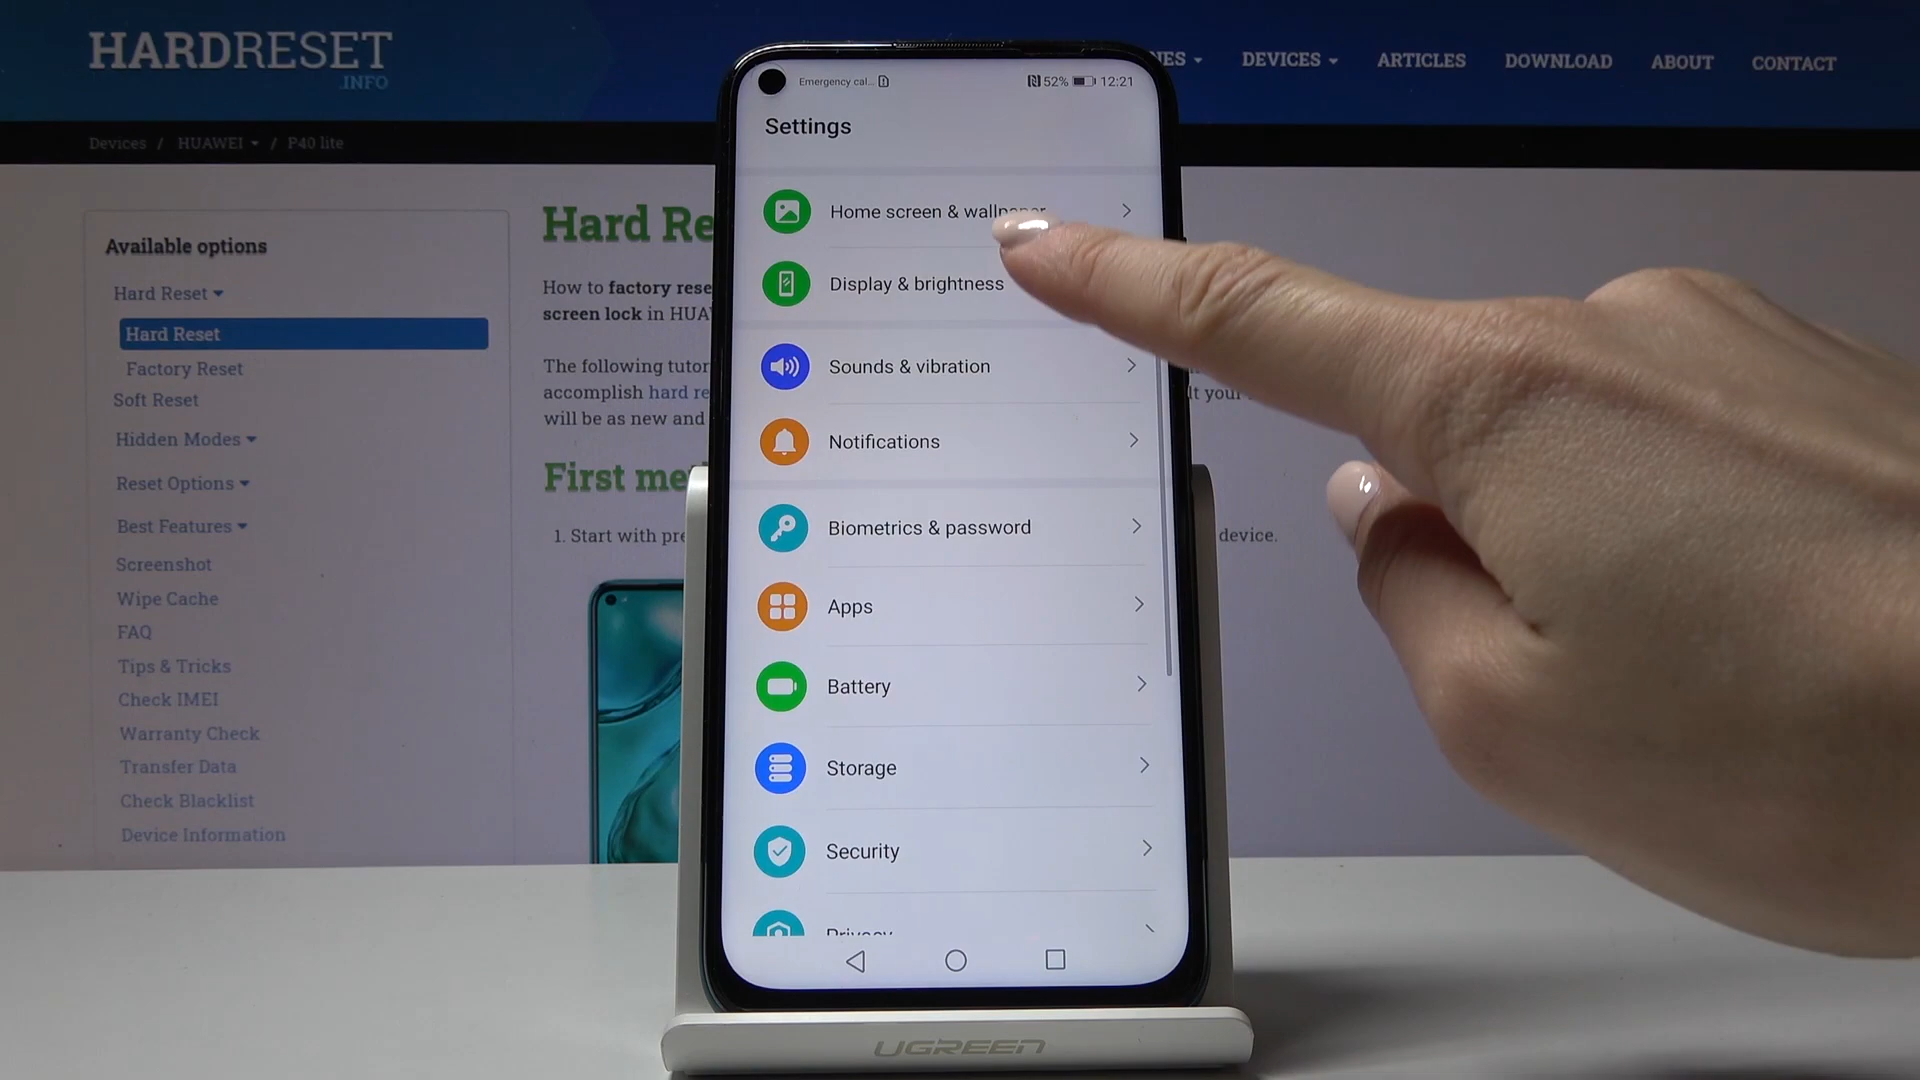 HARDRESET
.INFO
DEVICES
ARTICLES
DOWNLOAD
ABOUT
CONTACT
Devices / HUAWEI / P40 lite
Available options
Hard Reset
Hard Reset
Factory Reset
Soft Reset
Hidden Modes
Reset Options
Best Features
Screenshot
Wipe Cache
FAQ
Tips & Tricks
Check IMEI
Warranty Check
Transfer Data
Check Blacklist
Device Information
Hard Re
How to factory rese
screen lock in HUA
The following tutor
accomplish hard re
will be as new and
First me
1. Start with pre
device.
Emergency cal...
52% 12:21
Settings
Home screen & wallpaper
Display & brightness
Sounds & vibration
Notifications
Biometrics & password
Apps
Battery
Storage
Security
Privacy
UGREEN